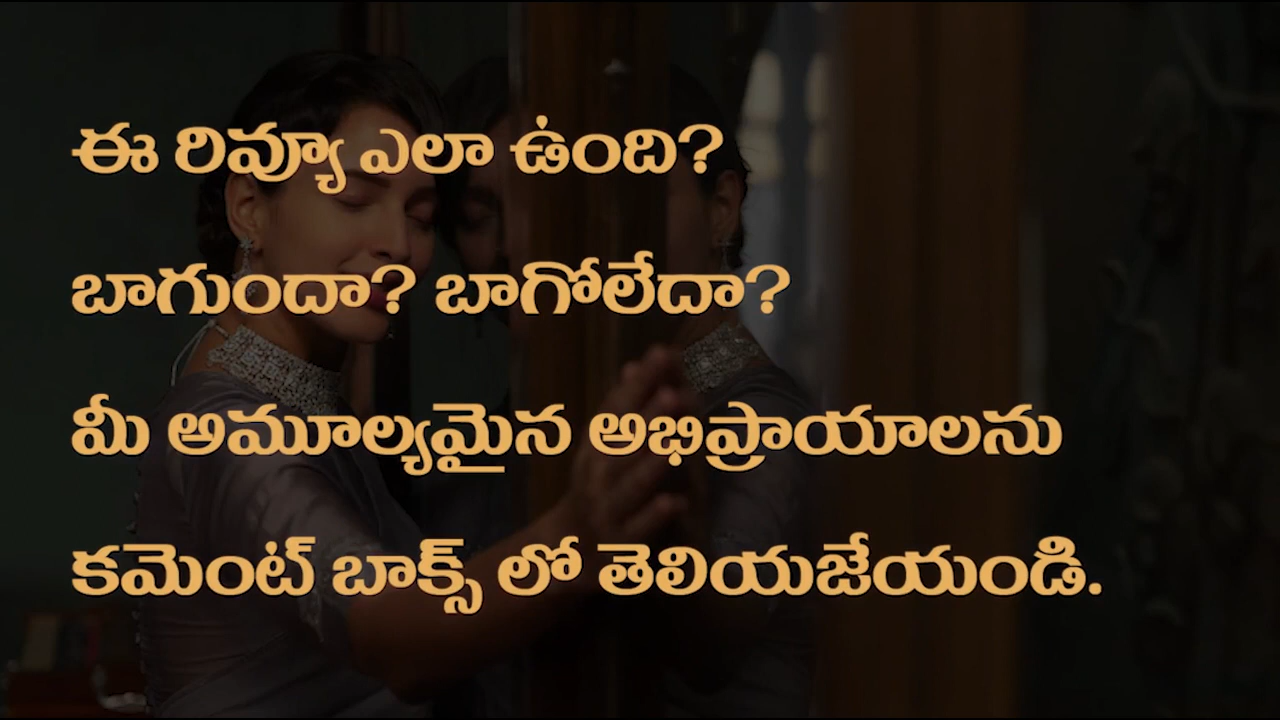 ఈ రివ్యూ ఎలా ఉంది?
బాగుందా? బాగోలేదా?
మీ అమూల్యమైన అభిప్రాయాలను
కమెంట్ బాక్స్ లో తెలియజేయండి.